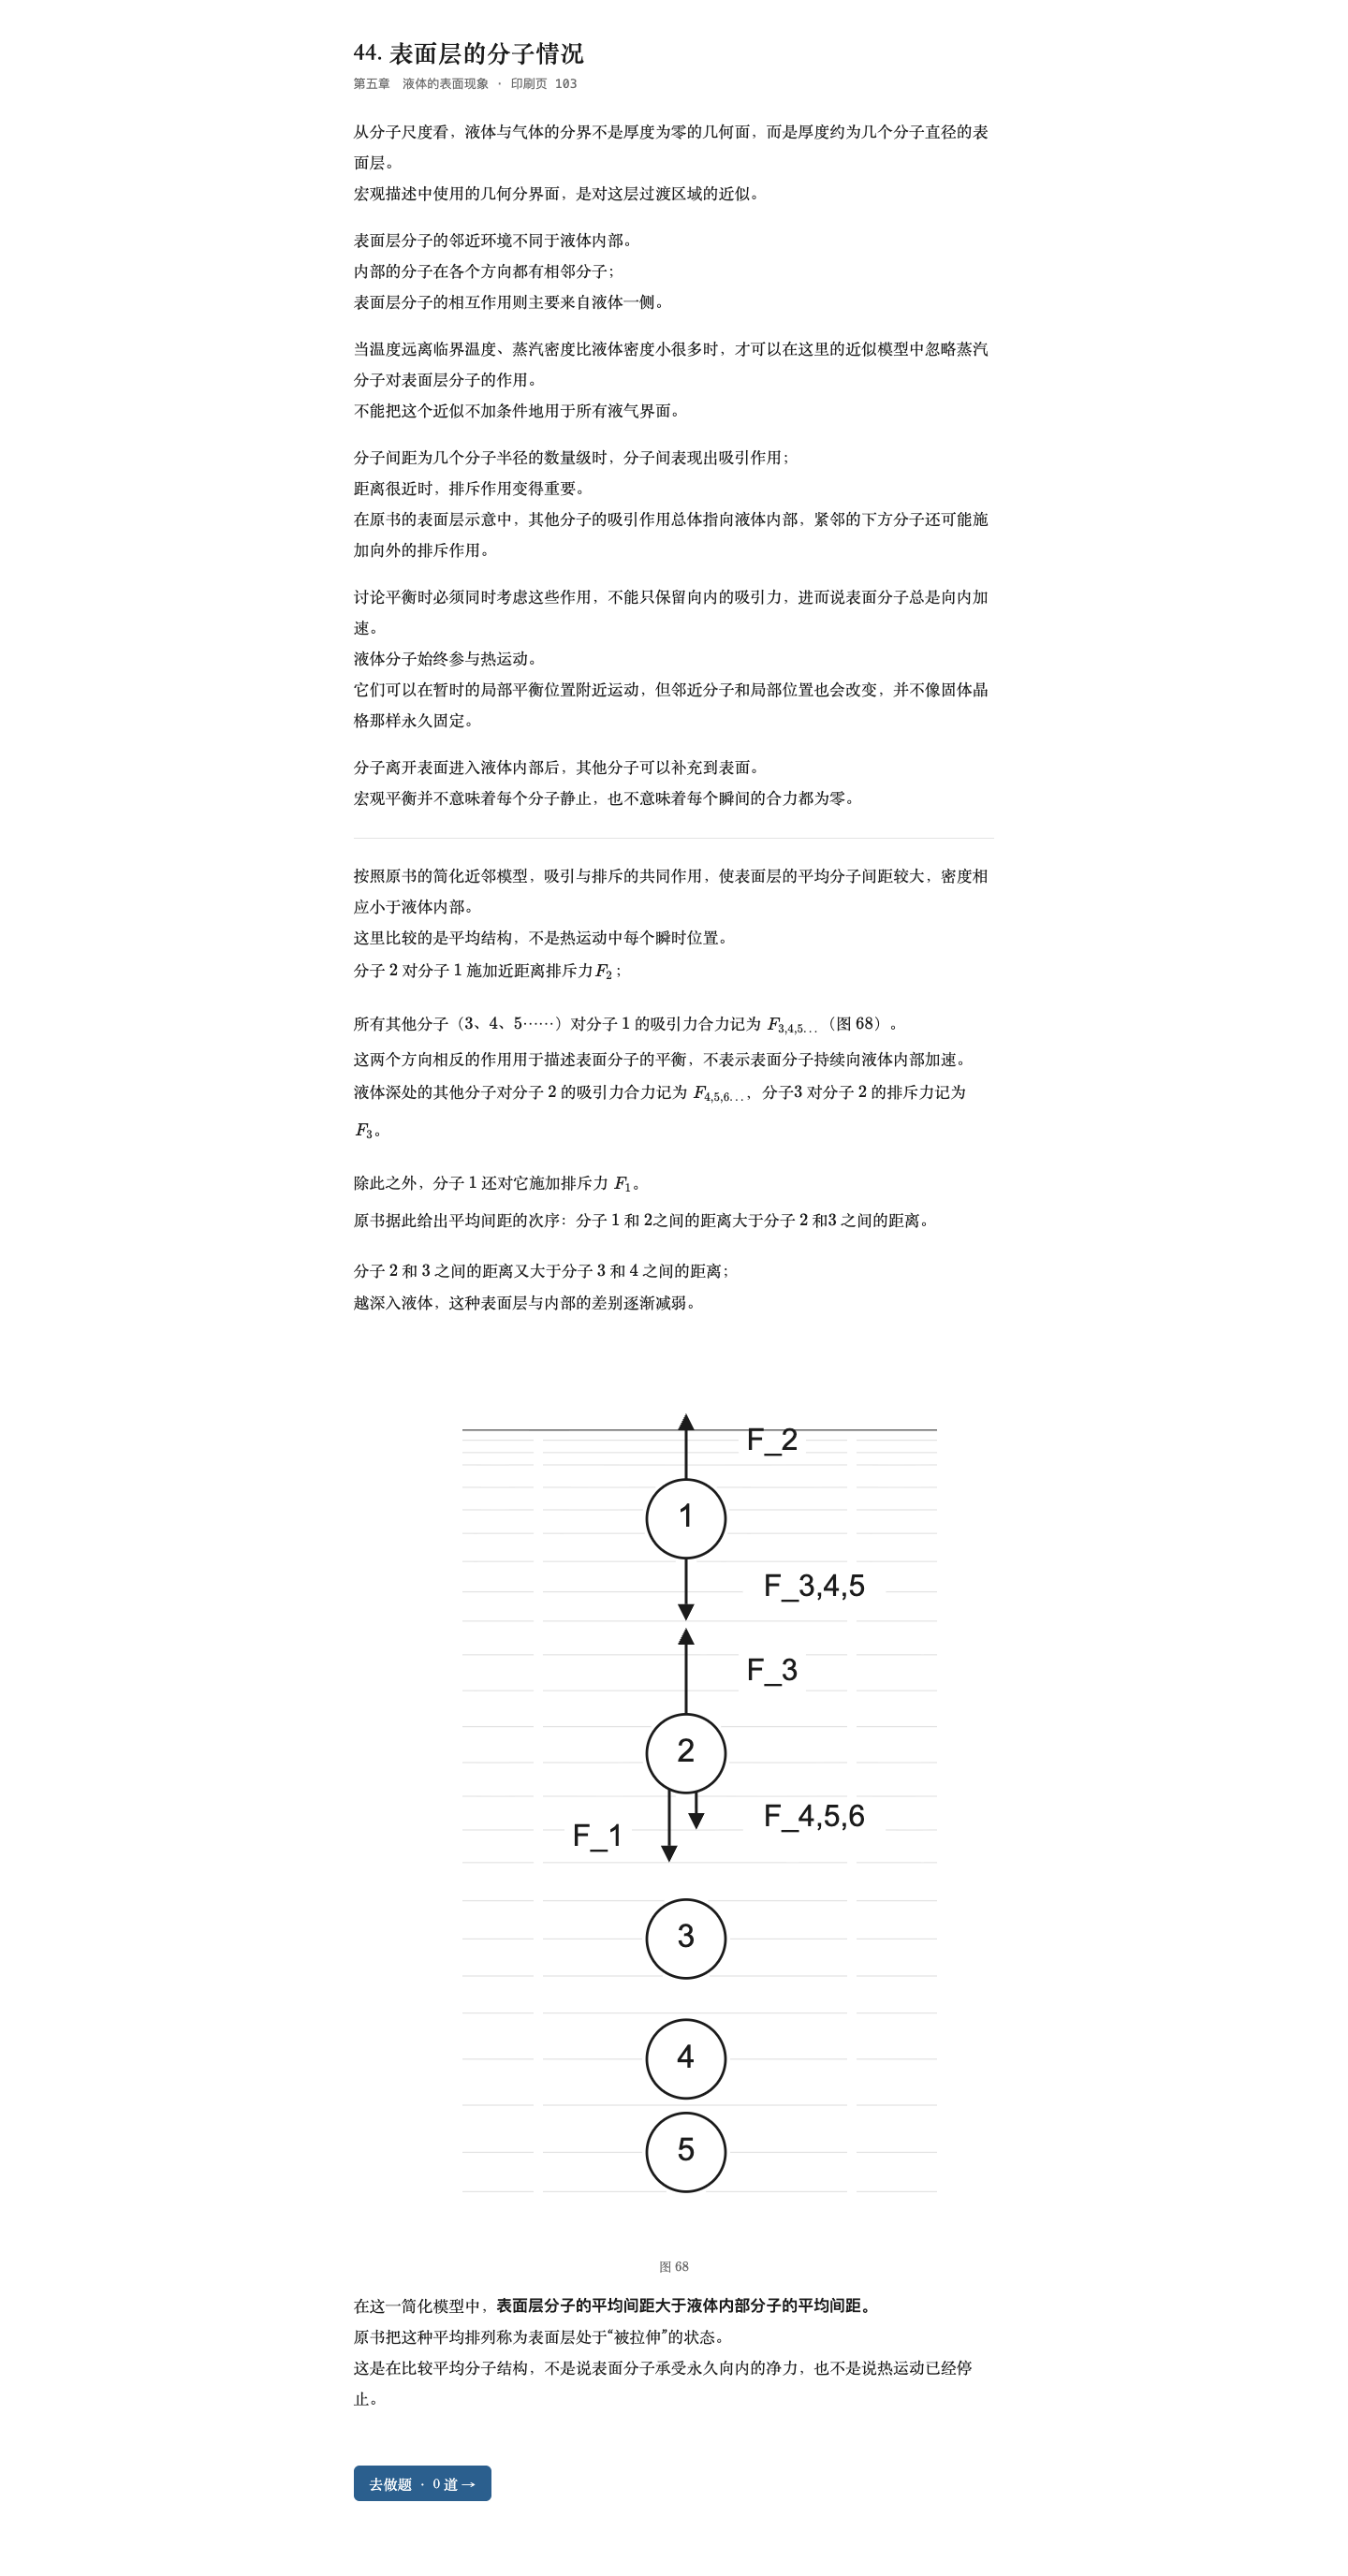 44. 表面层的分子情况
第五章　液体的表面现象 · 印刷页 103
从分子尺度看，液体与气体的分界不是厚度为零的几何面，而是厚度约为几个分子直径的表
面层。
宏观描述中使用的几何分界面，是对这层过渡区域的近似。
表面层分子的邻近环境不同于液体内部。
内部的分子在各个方向都有相邻分子；
表面层分子的相互作用则主要来自液体一侧。
当温度远离临界温度、蒸汽密度比液体密度小很多时，才可以在这里的近似模型中忽略蒸汽
分子对表面层分子的作用。
不能把这个近似不加条件地用于所有液气界面。
分子间距为几个分子半径的数量级时，分子间表现出吸引作用；
距离很近时，排斥作用变得重要。
在原书的表面层示意中，其他分子的吸引作用总体指向液体内部，紧邻的下方分子还可能施
加向外的排斥作用。
讨论平衡时必须同时考虑这些作用，不能只保留向内的吸引力，进而说表面分子总是向内加
速。
液体分子始终参与热运动。
它们可以在暂时的局部平衡位置附近运动，但邻近分子和局部位置也会改变，并不像固体晶
格那样永久固定。
分子离开表面进入液体内部后，其他分子可以补充到表面。
宏观平衡并不意味着每个分子静止，也不意味着每个瞬间的合力都为零。
按照原书的简化近邻模型，吸引与排斥的共同作用，使表面层的平均分子间距较大，密度相
应小于液体内部。
这里比较的是平均结构，不是热运动中每个瞬时位置。
分子 2 对分子 1 施加近距离排斥力 F₂；
所有其他分子（3、4、5……）对分子 1 的吸引力合力记为 F₃,₄,₅…（图 68）。
这两个方向相反的作用用于描述表面分子的平衡，不表示表面分子持续向液体内部加速。
液体深处的其他分子对分子 2 的吸引力合力记为 F₄,₅,₆…，分子3 对分子 2 的排斥力记为
F₃。
除此之外，分子 1 还对它施加排斥力 F₁。
原书据此给出平均间距的次序：分子 1 和 2之间的距离大于分子 2 和3 之间的距离。
分子 2 和 3 之间的距离又大于分子 3 和 4 之间的距离；
越深入液体，这种表面层与内部的差别逐渐减弱。
F_2
1
F_3,4,5
F_3
2
F_4,5,6
F_1
3
4
5
图 68
在这一简化模型中，表面层分子的平均间距大于液体内部分子的平均间距。
原书把这种平均排列称为表面层处于“被拉伸”的状态。
这是在比较平均分子结构，不是说表面分子承受永久向内的净力，也不是说热运动已经停
止。
去做题 · 0 道 →